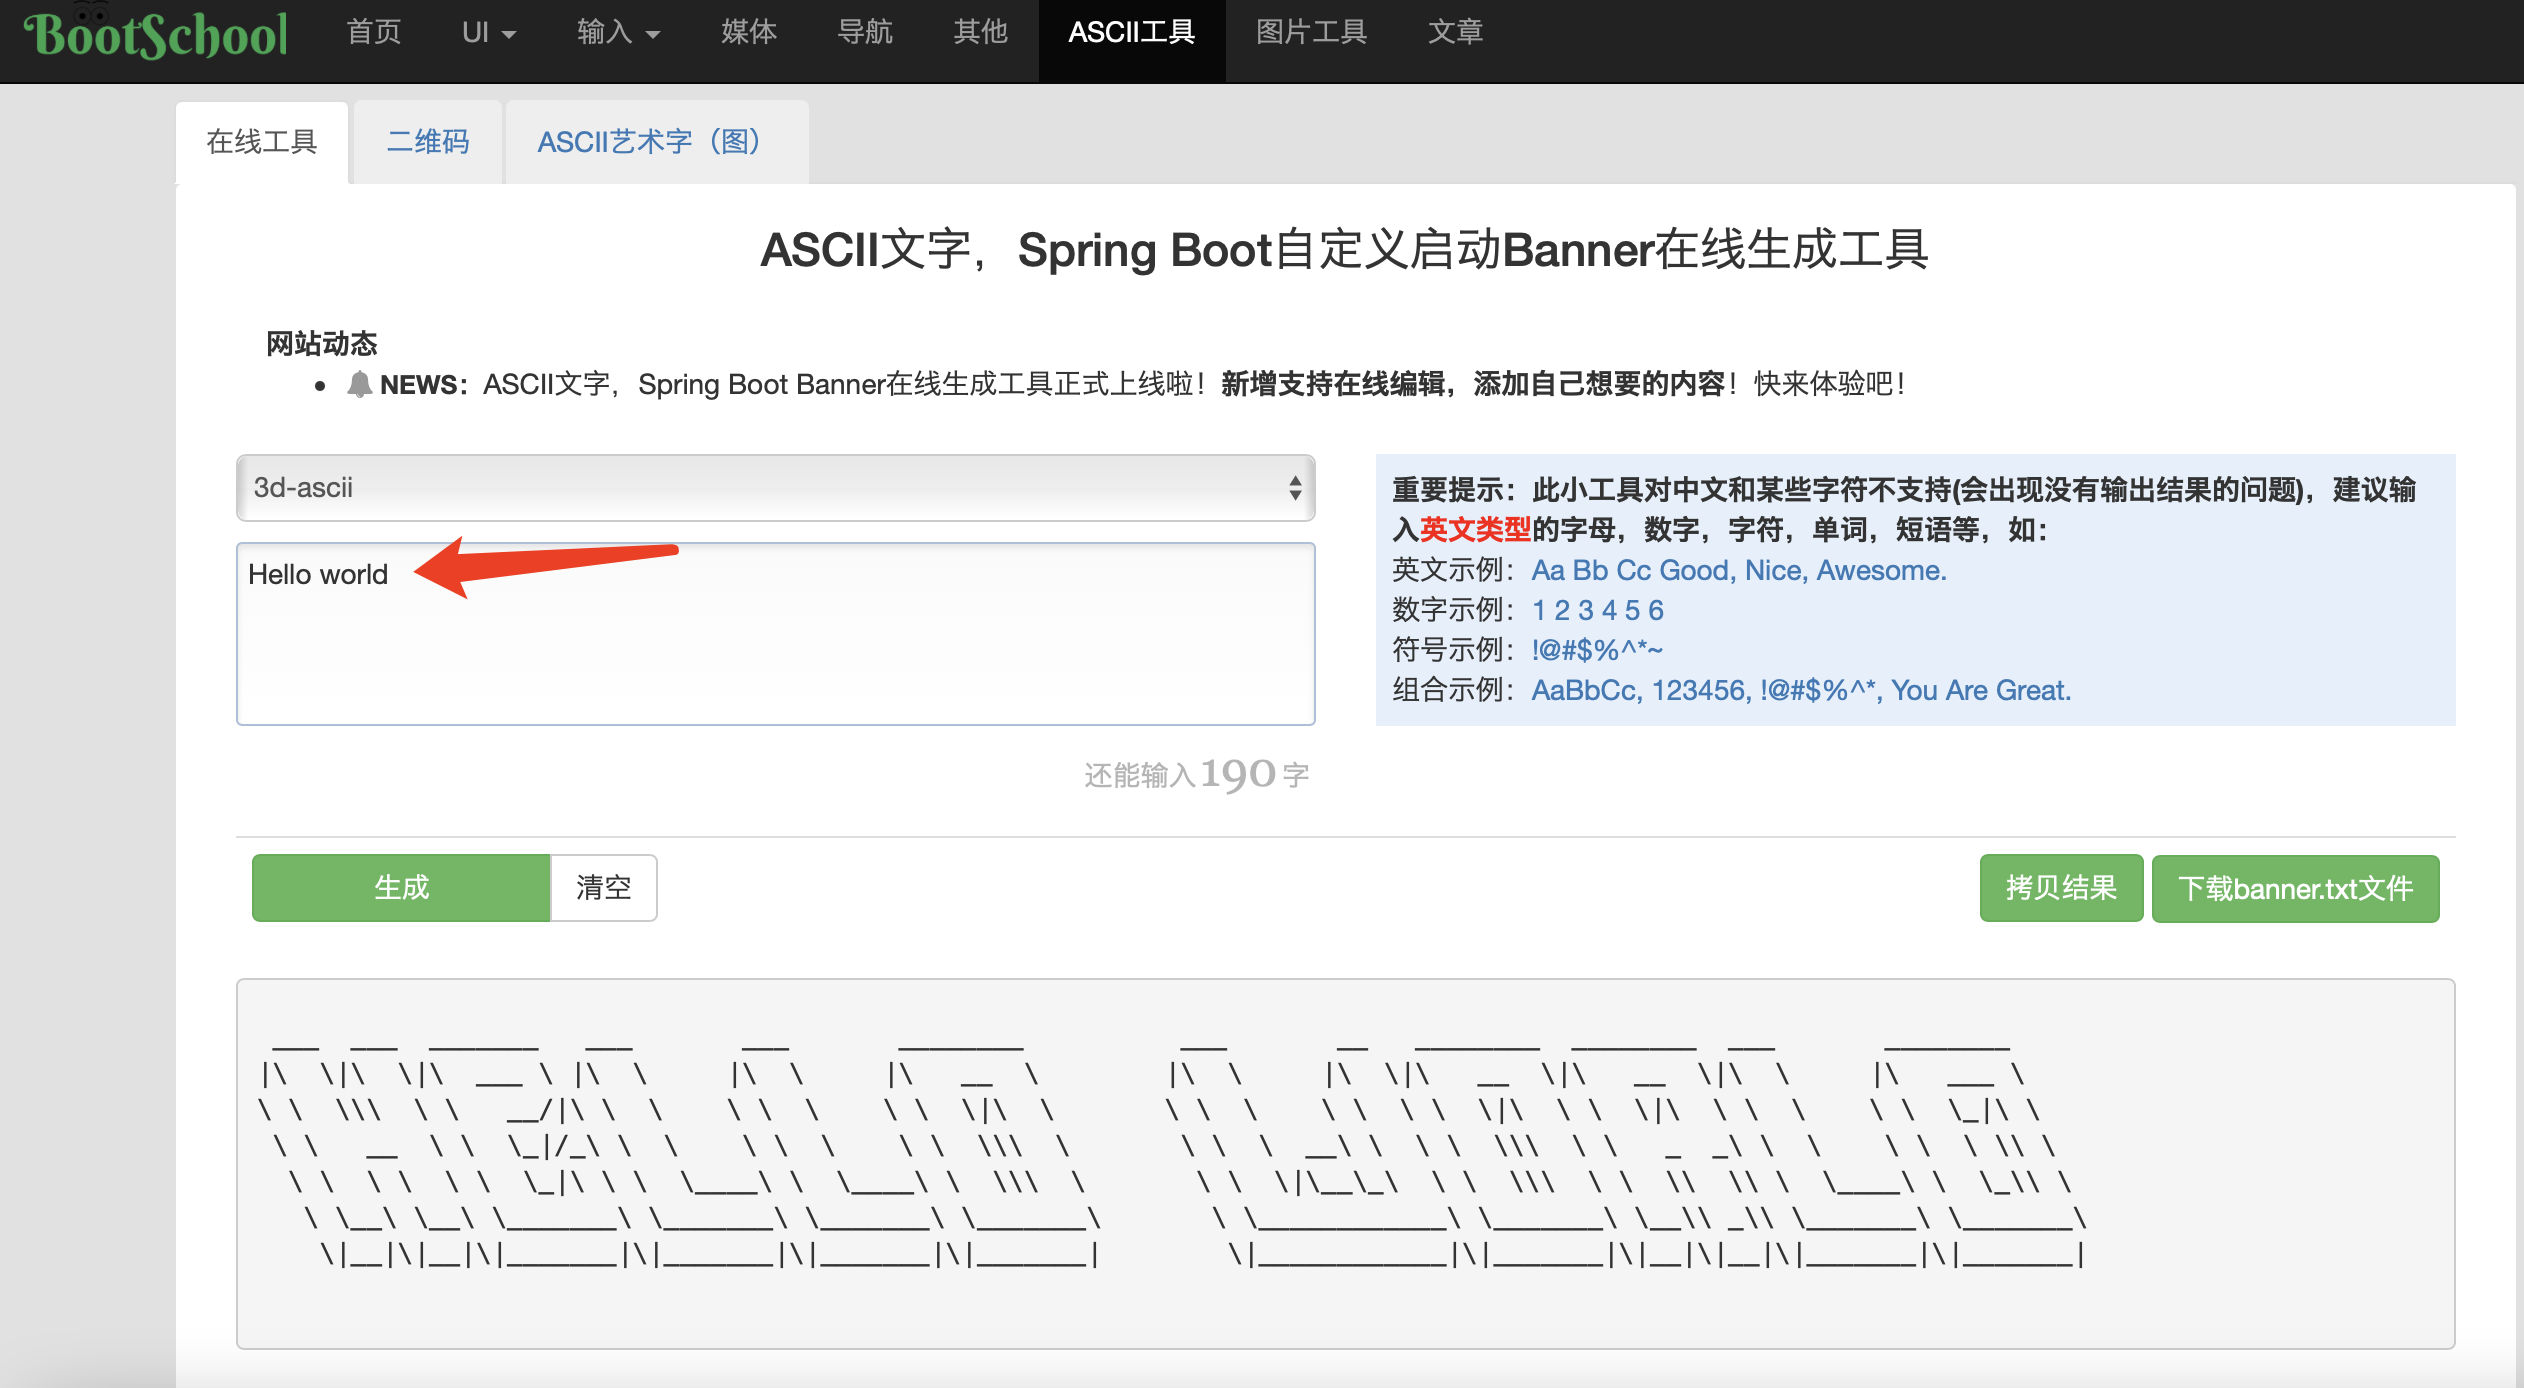 BootSchool 首页 UI 输入 媒体 导航 其他 ASCII工具 图片工具 文章
在线工具 二维码 ASCII艺术字（图）
ASCII文字，Spring Boot自定义启动Banner在线生成工具
网站动态
NEWS：ASCII文字，Spring Boot Banner在线生成工具正式上线啦！新增支持在线编辑，添加自己想要的内容！快来体验吧！
3d-ascii
Hello world
还能输入190字
重要提示：此小工具对中文和某些字符不支持(会出现没有输出结果的问题)，建议输
入英文类型的字母，数字，字符，单词，短语等，如：
英文示例：Aa Bb Cc Good, Nice, Awesome.
数字示例：1 2 3 4 5 6
符号示例：!@#$%^*~
组合示例：AaBbCc, 123456, !@#$%^*, You Are Great.
生成 清空 拷贝结果 下载banner.txt文件